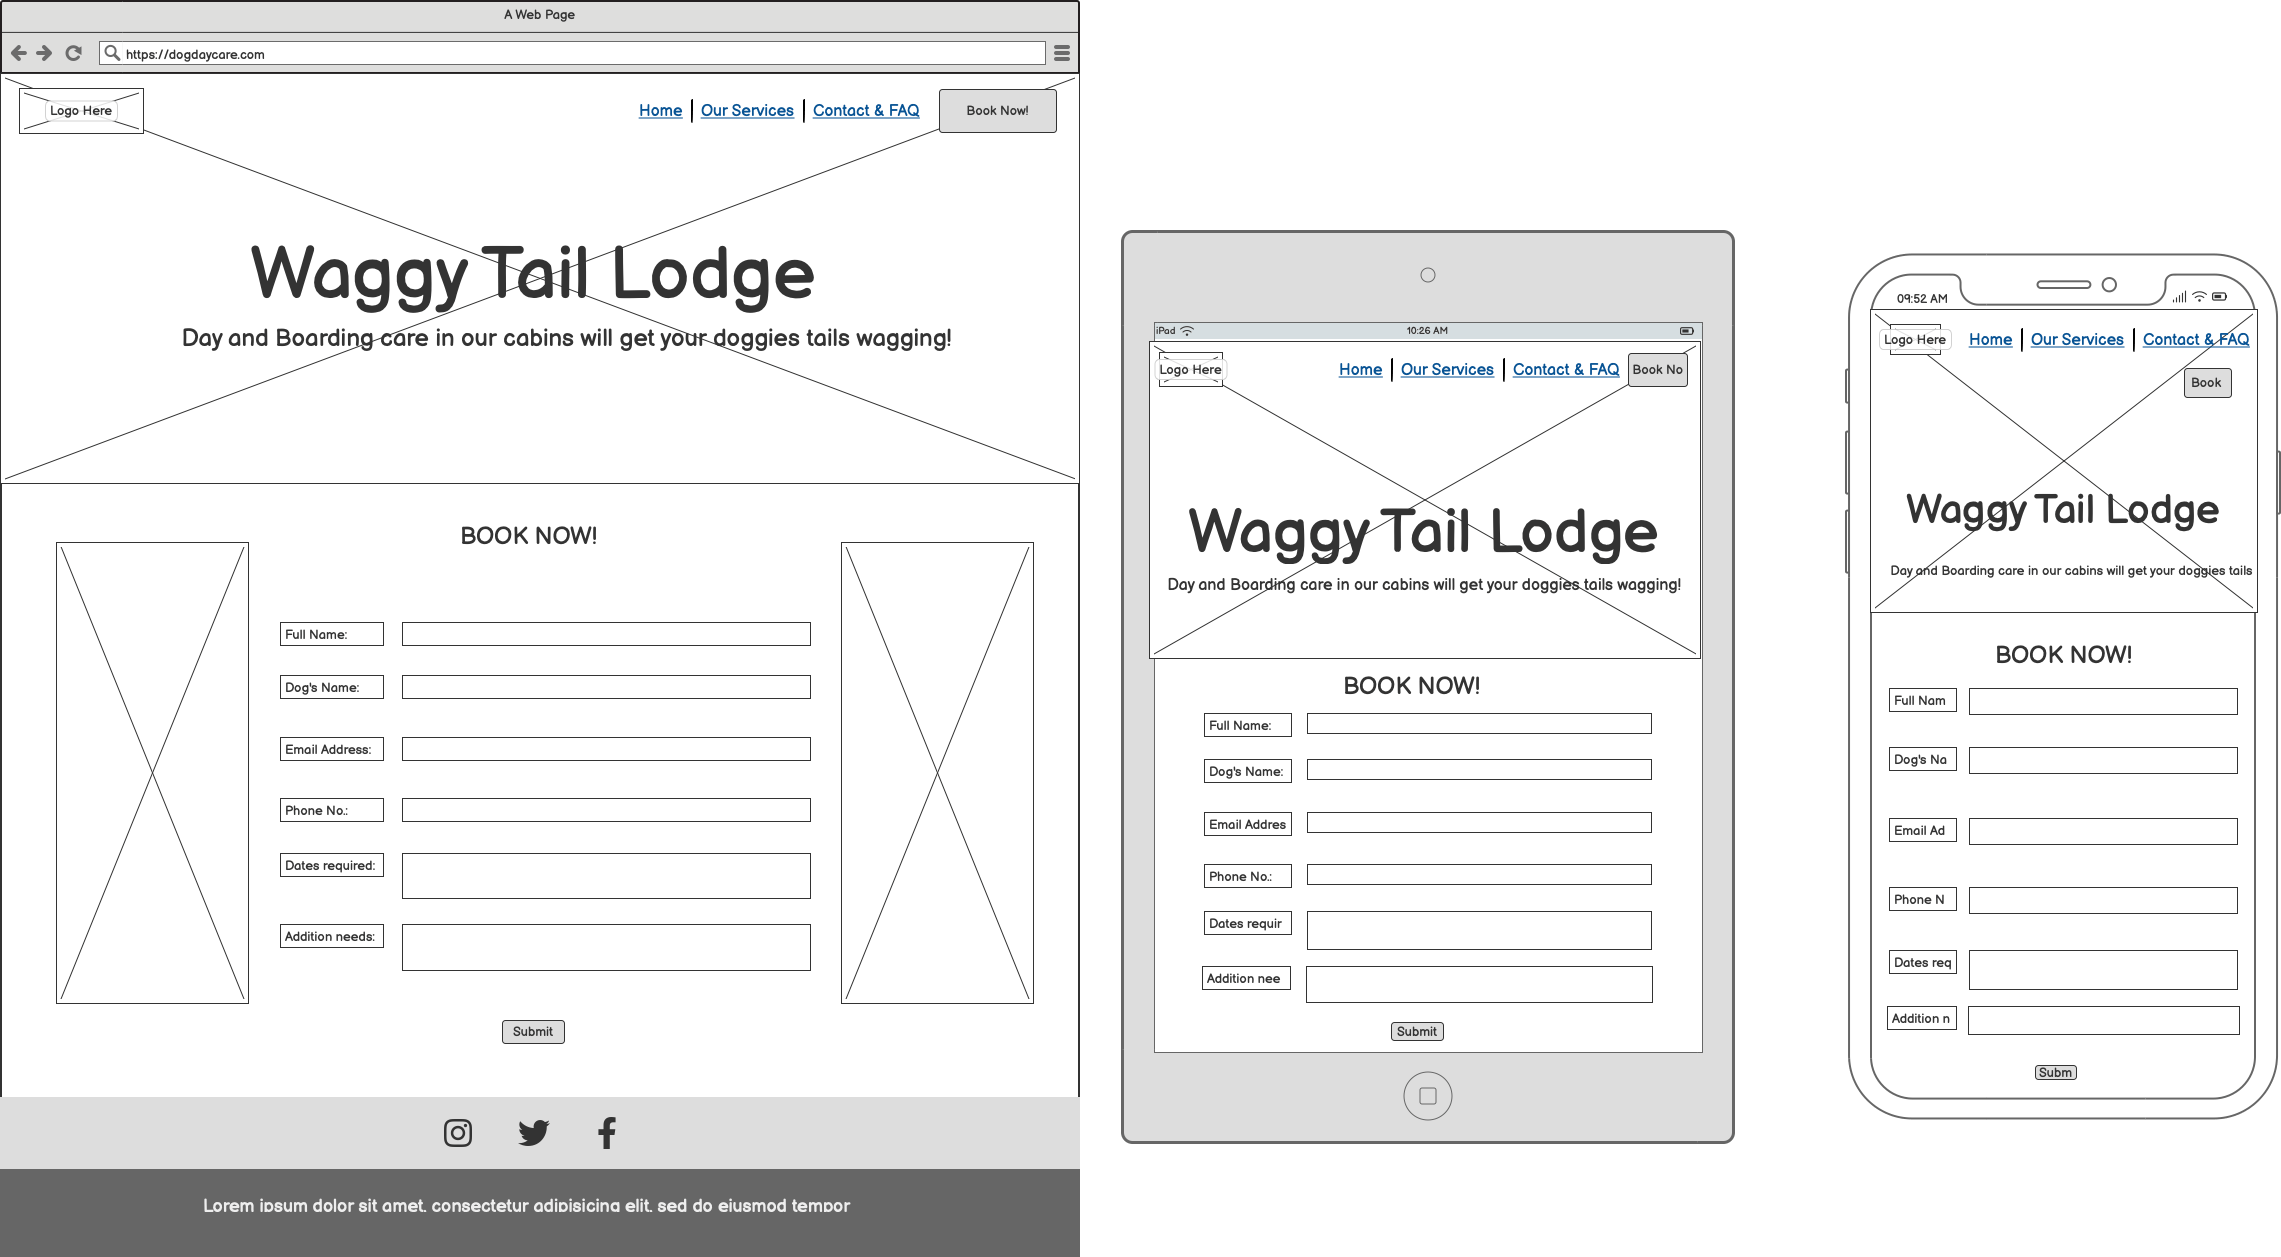 A Web Page
https://dogdaycare.com
Logo Here
Home Our Services Contact & FAQ Book Now!
Waggy Tail Lodge
Day and Boarding care in our cabins will get your doggies tails wagging!
BOOK NOW!
Full Name:
Dog's Name:
Email Address:
Phone No.:
Dates required:
Addition needs:
Submit
Lorem ipsum dolor sit amet, consectetur adipisicing elit, sed do eiusmod tempor
iPad 10:26 AM
Logo Here
Home Our Services Contact & FAQ Book No
Waggy Tail Lodge
Day and Boarding care in our cabins will get your doggies tails wagging!
BOOK NOW!
Full Name:
Dog's Name:
Email Addres
Phone No.:
Dates requir
Addition nee
Submit
09:52 AM
Logo Here
Home Our Services Contact & FAQ
Book
Waggy Tail Lodge
Day and Boarding care in our cabins will get your doggies tails
BOOK NOW!
Full Nam
Dog's Na
Email Ad
Phone N
Dates req
Addition n
Subm